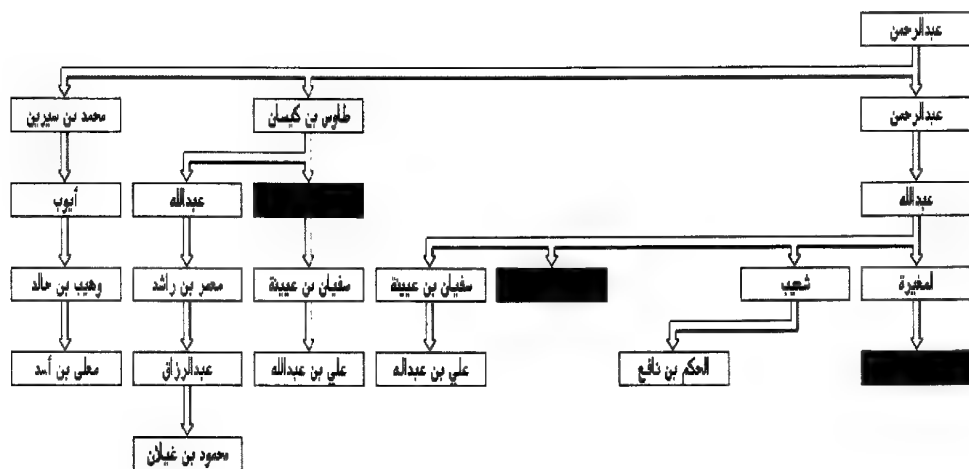 عبدالرحمن
عبدالرحمن
طاوس بن كيسان
محمد بن سيرين
عبدالله
عبدالله
أيوب
لمغيرة
شعيب
سفيان بن عيينة
سفيان بن عيينة
معمر بن راشد
وهيب بن خالد
الحكم بن نافع
علي بن عبداله
علي بن عبدالله
عبدالرزاق
معلى بن أسد
محمود بن غيلان